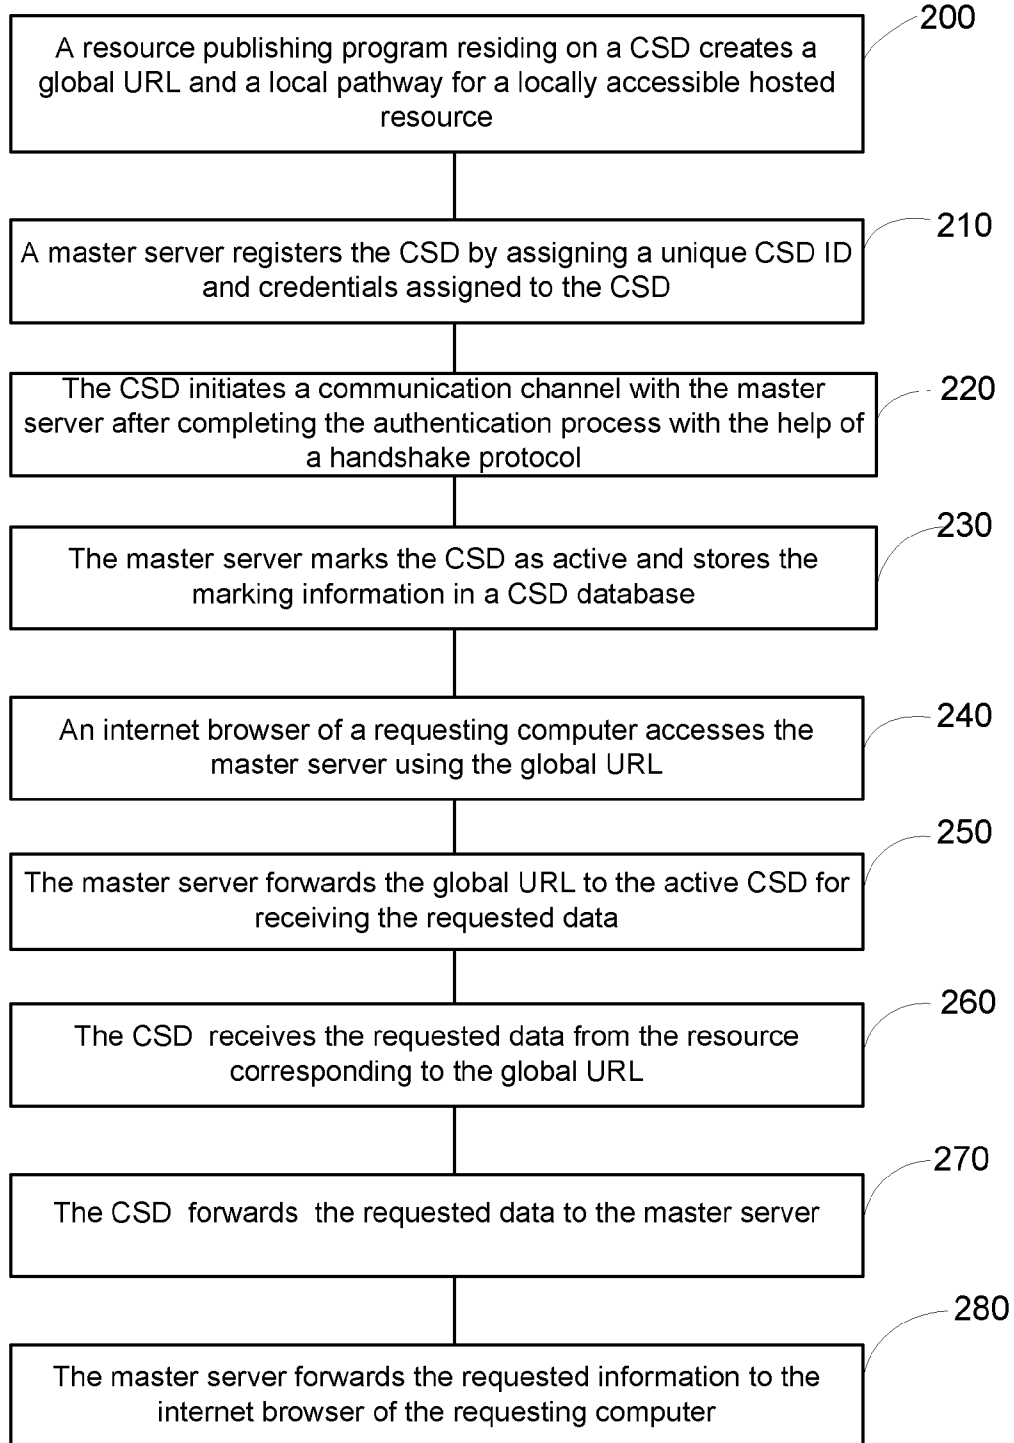 200
A resource publishing program residing on a CSD creates a
global URL and a local pathway for a locally accessible hosted
resource
210
A master server registers the CSD by assigning a unique CSD ID
and credentials assigned to the CSD
220
The CSD initiates a communication channel with the master
server after completing the authentication process with the help of
a handshake protocol
230
The master server marks the CSD as active and stores the
marking information in a CSD database
240
An internet browser of a requesting computer accesses the
master server using the global URL
250
The master server forwards the global URL to the active CSD for
receiving the requested data
260
The CSD receives the requested data from the resource
corresponding to the global URL
270
The CSD forwards the requested data to the master server
280
The master server forwards the requested information to the
internet browser of the requesting computer